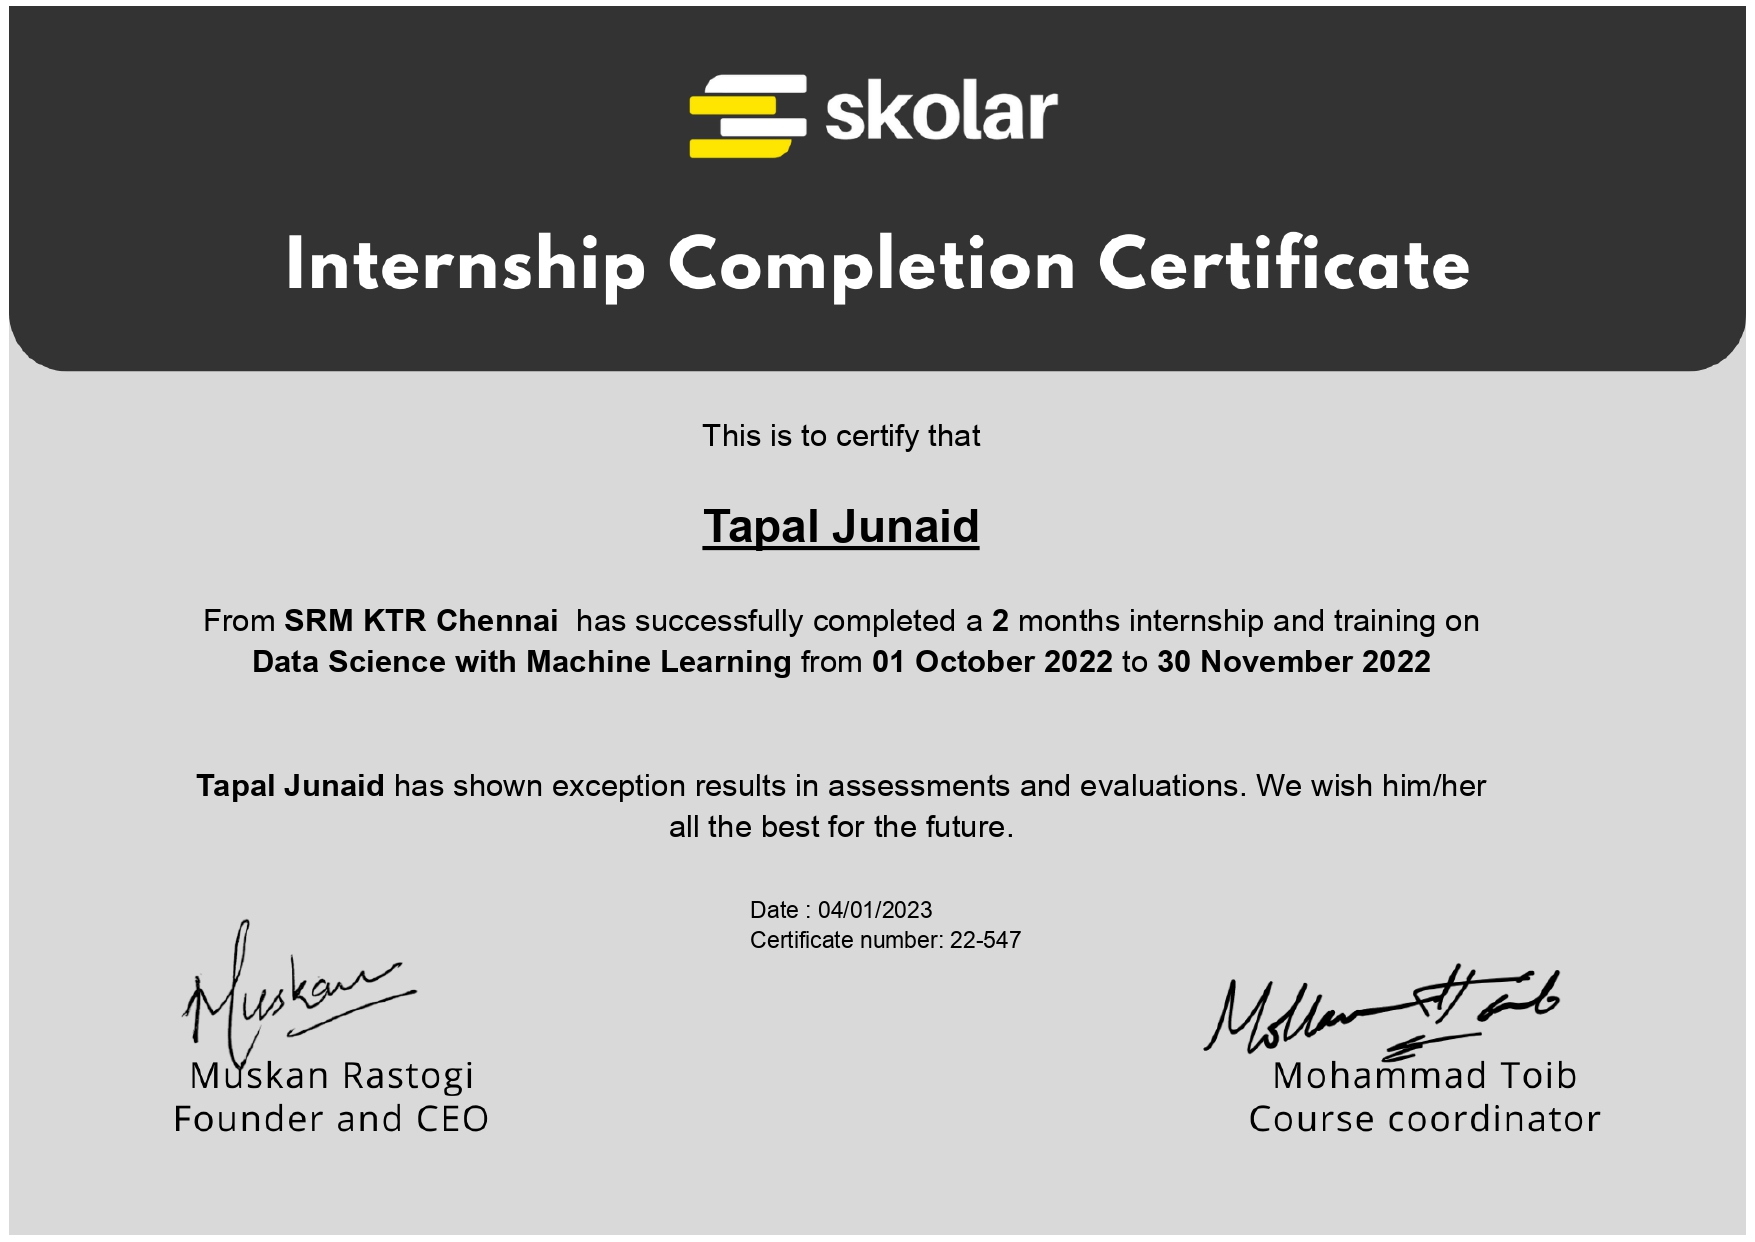 skolar
Internship Completion Certificate
This is to certify that
Tapal Junaid
From SRM KTR Chennai  has successfully completed a 2 months internship and training on
Data Science with Machine Learning from 01 October 2022 to 30 November 2022
Tapal Junaid has shown exception results in assessments and evaluations. We wish him/her
all the best for the future.
Date : 04/01/2023
Certificate number: 22-547
Muskan
Mohammad Toib
Muskan Rastogi
Founder and CEO
Mohammad Toib
Course coordinator